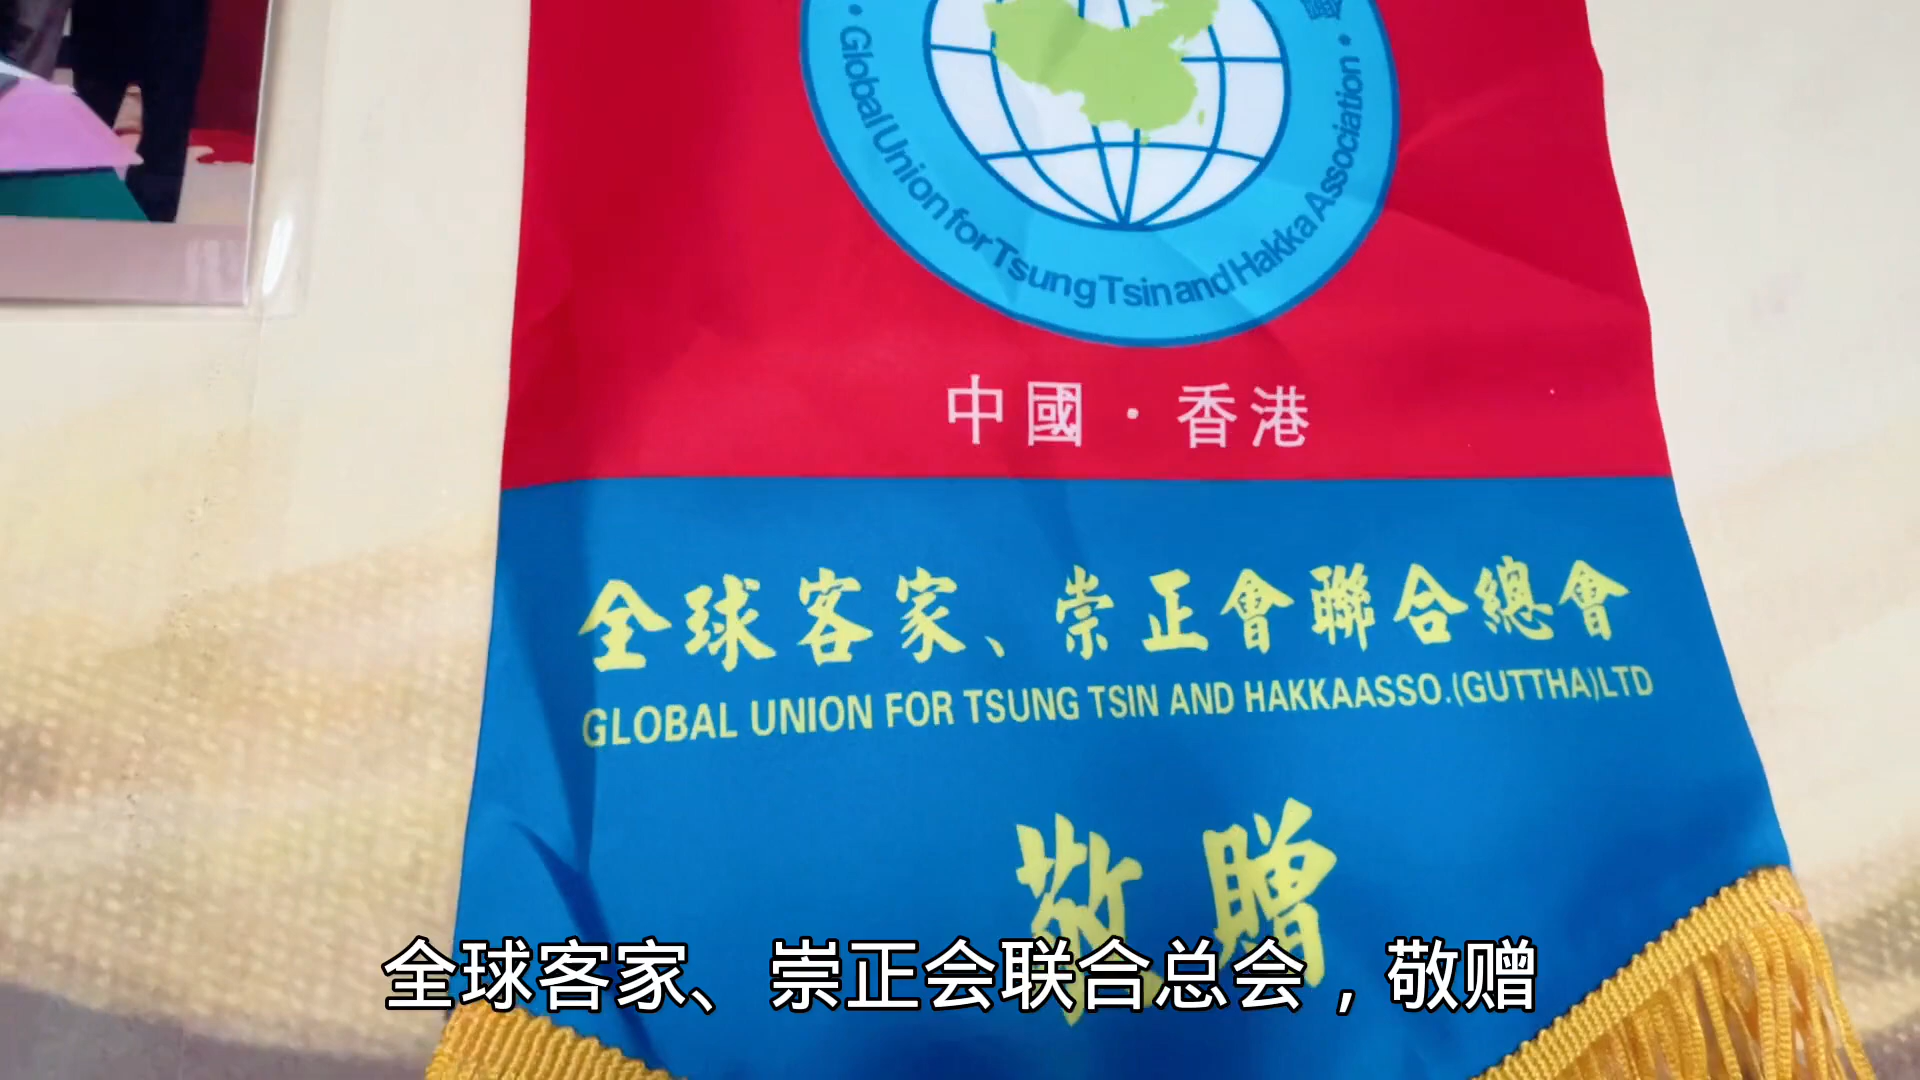 Global Union for Tsung Tsin and Hakka Association
中國·香港
全球客家、崇正會聯合總會
GLOBAL UNION FOR TSUNG TSIN AND HAKKAASSO.(GUTTHA)LTD
敬贈
全球客家、崇正会联合总会，敬赠